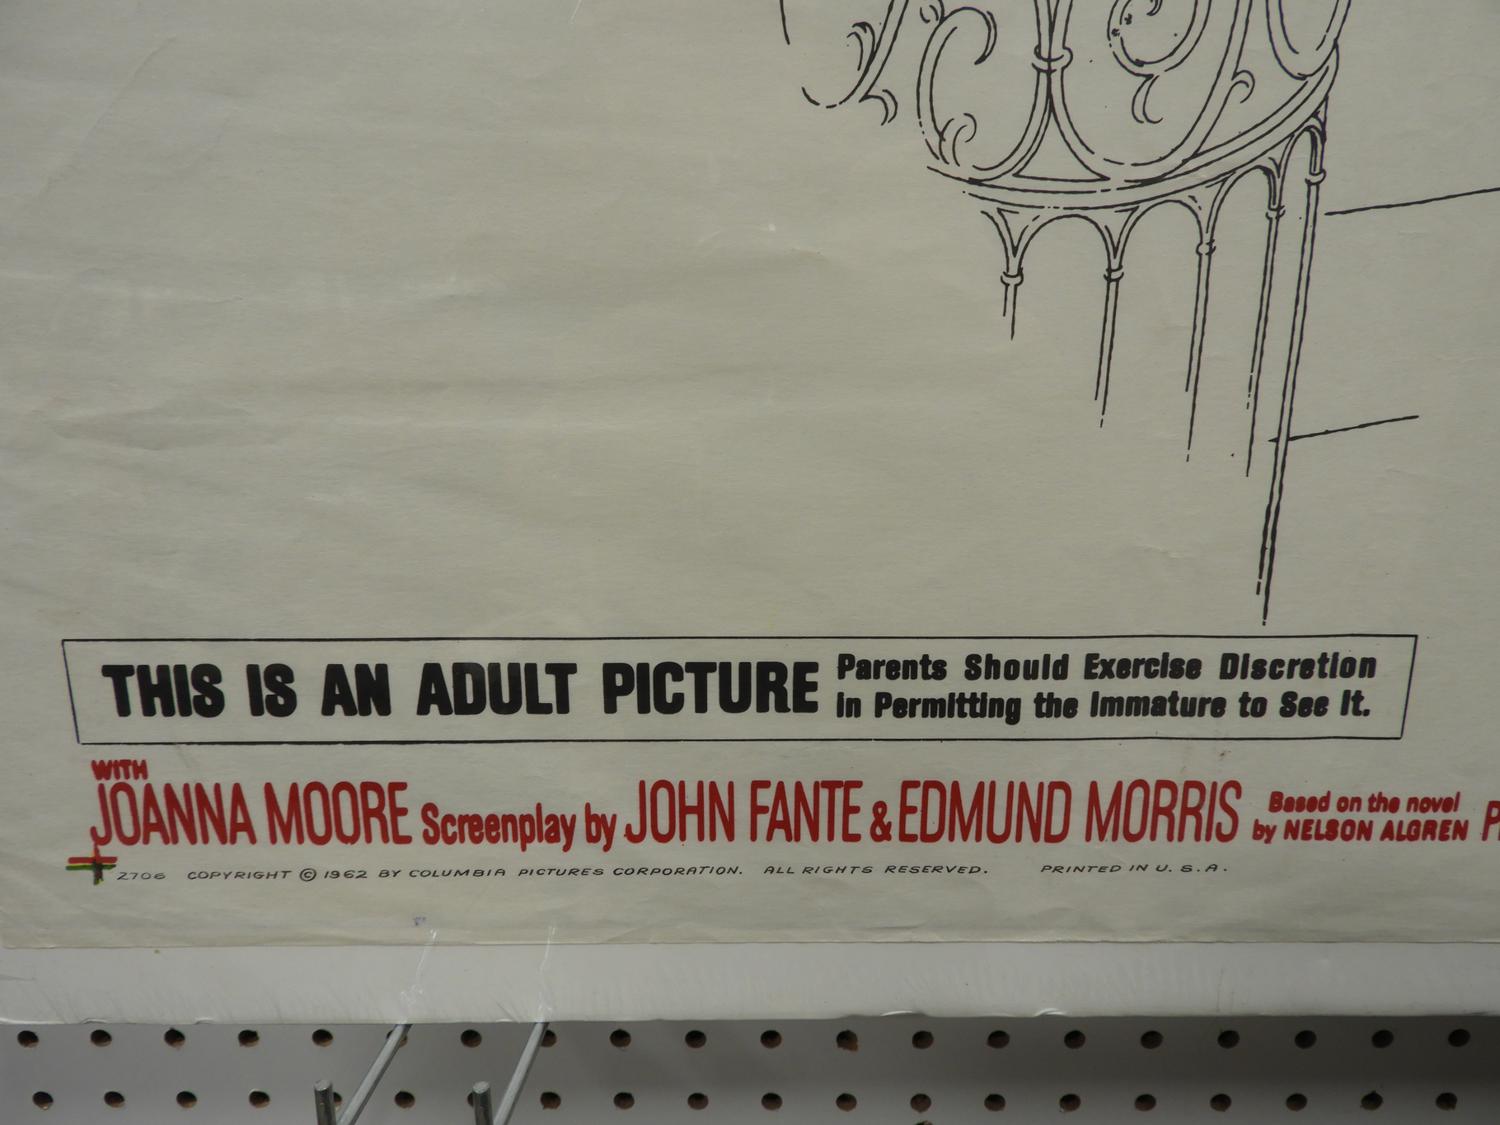 THIS IS AN ADULT PICTURE
Parents Should Exercise Discretion
in Permitting the Immature to See It.
WITH
JOANNA MOORE Screenplay by JOHN FANTE & EDMUND MORRIS
Based on the novel
by NELSON ALGREN
2706 COPYRIGHT © 1962 BY COLUMBIA PICTURES CORPORATION. ALL RIGHTS RESERVED. PRINTED IN U. S. A.